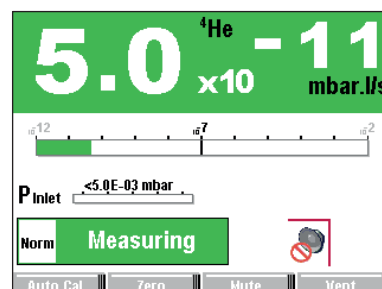 5.0 x10 -11
⁴He
mbar.l/s
10-12 10-7 10-2
P Inlet <5.0E-03 mbar
Norm Measuring
Auto Cal Zero Mute Vent